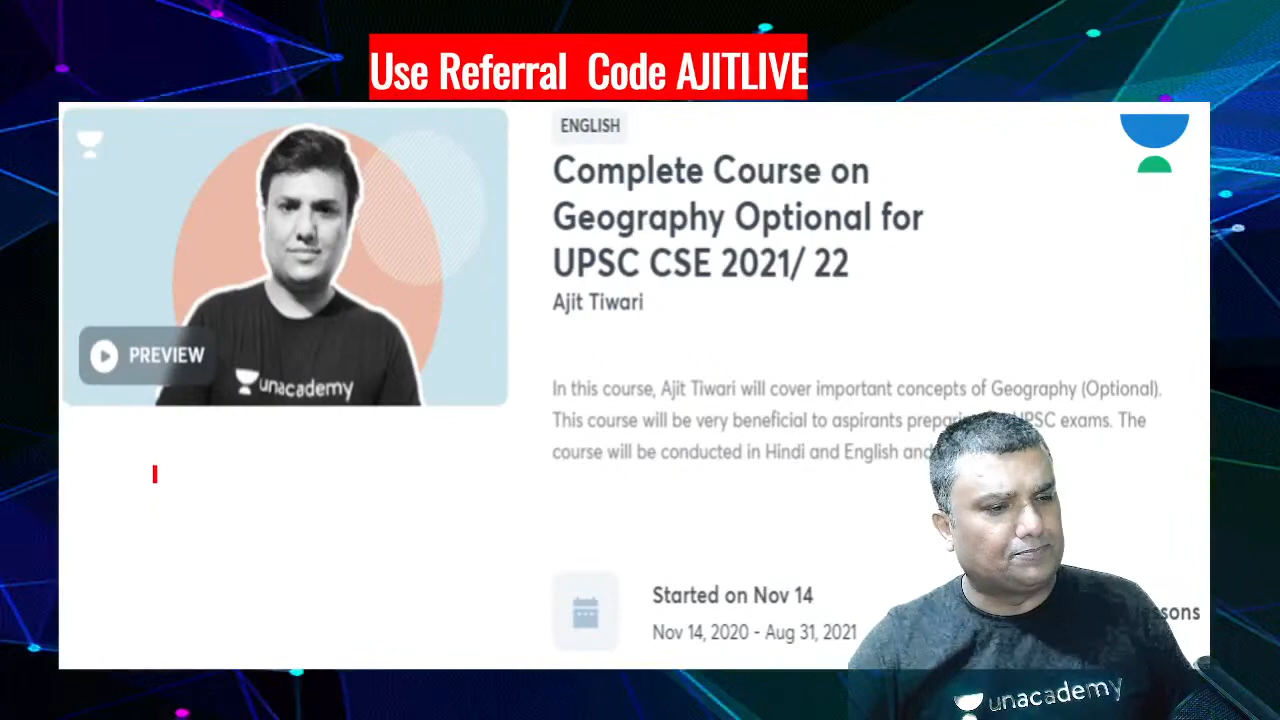 Use Referral Code AJITLIVE
ENGLISH
Complete Course on
Geography Optional for
UPSC CSE 2021/ 22
Ajit Tiwari
PREVIEW
unacademy
In this course, Ajit Tiwari will cover important concepts of Geography (Optional).
This course will be very beneficial to aspirants UPSC exams. The
course will be conducted in Hindi and English and
Started on Nov 14
Nov 14, 2020 - Aug 31, 2021
unacademy